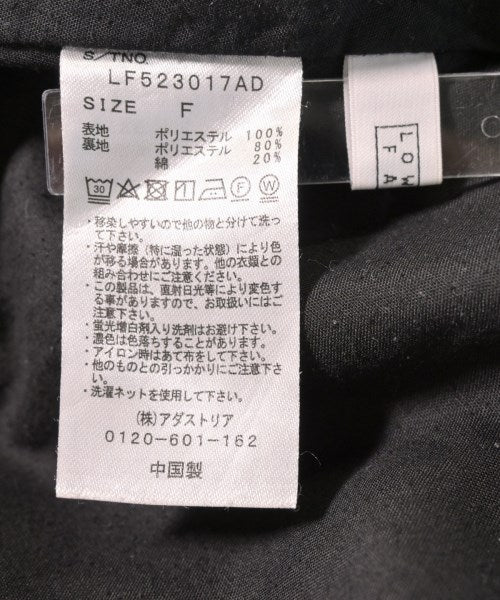 S/TNO.
LF523017AD
SIZE F
表地 ポリエステル 100%
裏地 ポリエステル 80%
綿 20%
30 F W
・移染しやすいので他の物と分けて洗っ
て下さい。
・汗や摩擦（特に湿った状態）により色
が移る場合があります。他の衣類との
組み合わせにご注意ください。
・この製品は、直射日光等により変色す
る事がありますので、お取扱いにはご
注意下さい。
・蛍光増白剤入り洗剤はお避け下さい。
・濃色は色落ちすることがあります。
・アイロン時はあて布をして下さい。
・他のものとの引っかかりにご注意下さ
い。
・洗濯ネットを使用して下さい。
(株)アダストリア
0120-601-162
中国製
LOW
FA